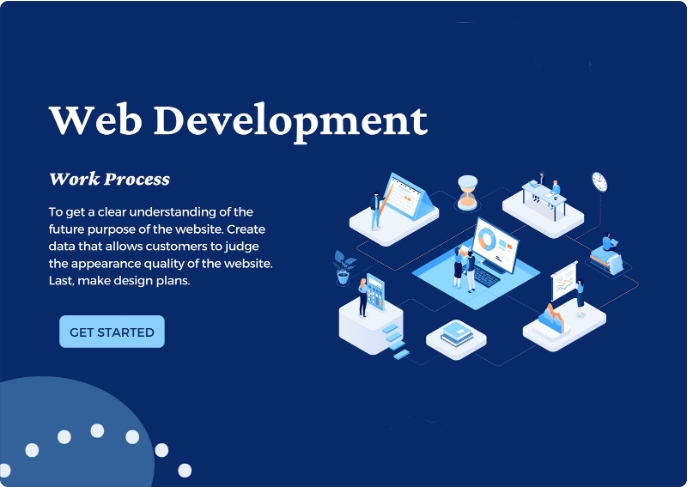 Web Development
Work Process
To get a clear understanding of the
future purpose of the website. Create
data that allows customers to judge
the appearance quality of the website.
Last, make design plans.
GET STARTED